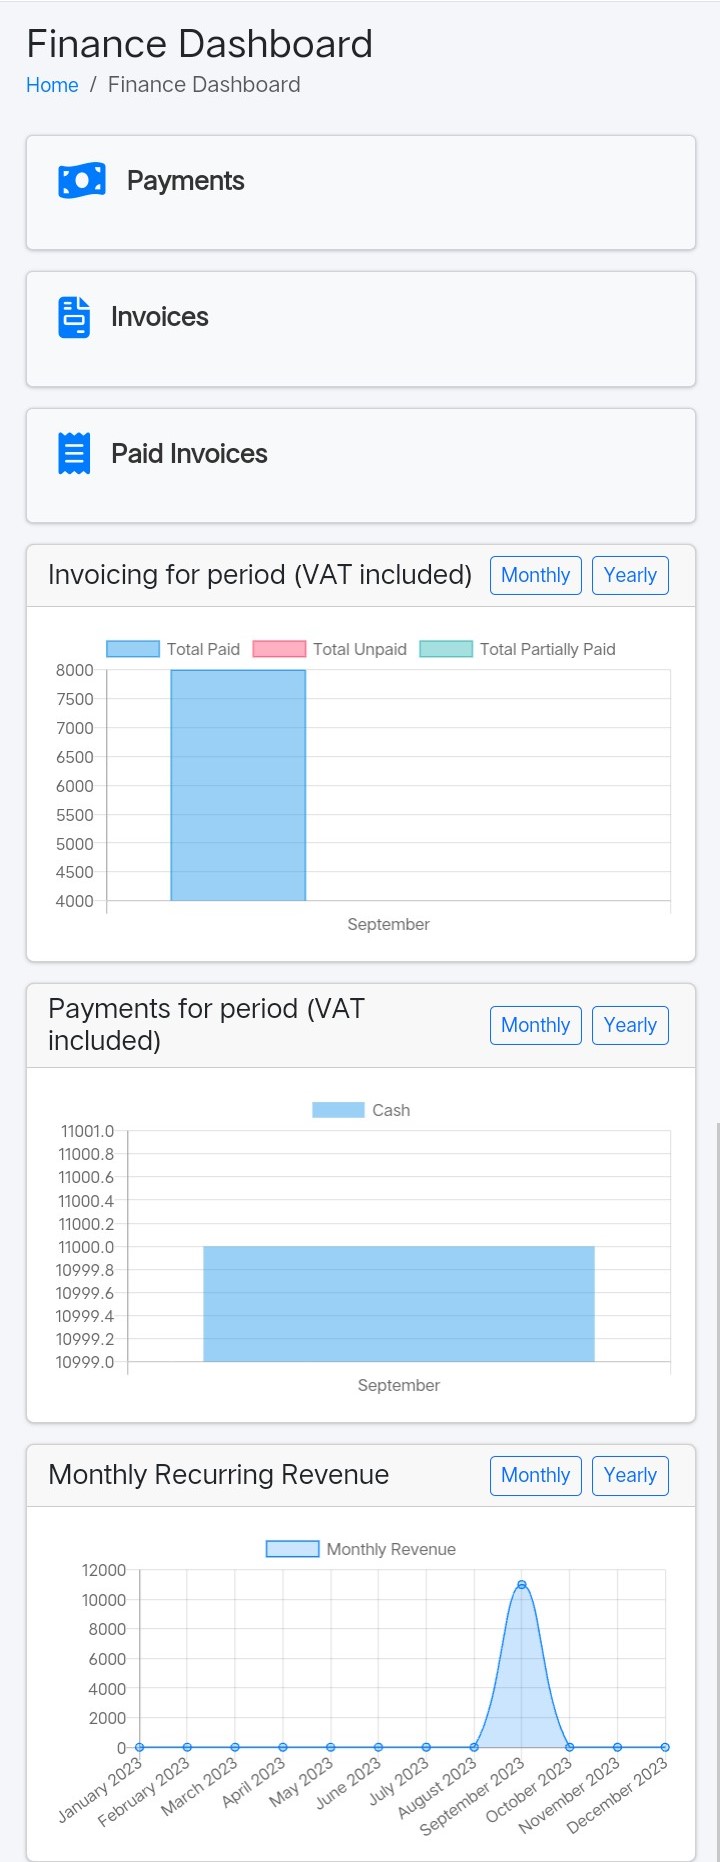 Finance Dashboard
Home / Finance Dashboard
Payments
Invoices
Paid Invoices
Invoicing for period (VAT included) Monthly Yearly
Total Paid Total Unpaid Total Partially Paid
8000
7500
7000
6500
6000
5500
5000
4500
4000
September
Payments for period (VAT
included)
Monthly Yearly
Cash
11001.0
11000.8
11000.6
11000.4
11000.2
11000.0
10999.8
10999.6
10999.4
10999.2
10999.0
September
Monthly Recurring Revenue Monthly Yearly
Monthly Revenue
12000
10000
8000
6000
4000
2000
0
January 2023
February 2023
March 2023
April 2023
May 2023
June 2023
July 2023
August 2023
September 2023
October 2023
November 2023
December 2023